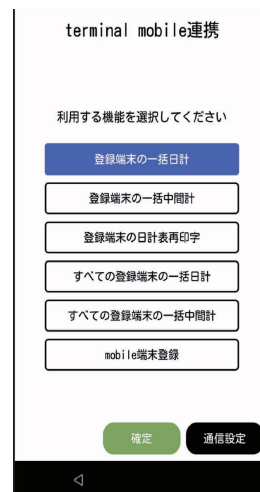 terminal mobile連携
利用する機能を選択してください
登録端末の一括日計
登録端末の一括中間計
登録端末の日計表再印字
すべての登録端末の一括日計
すべての登録端末の一括中間計
mobile端末登録
確定
通信設定